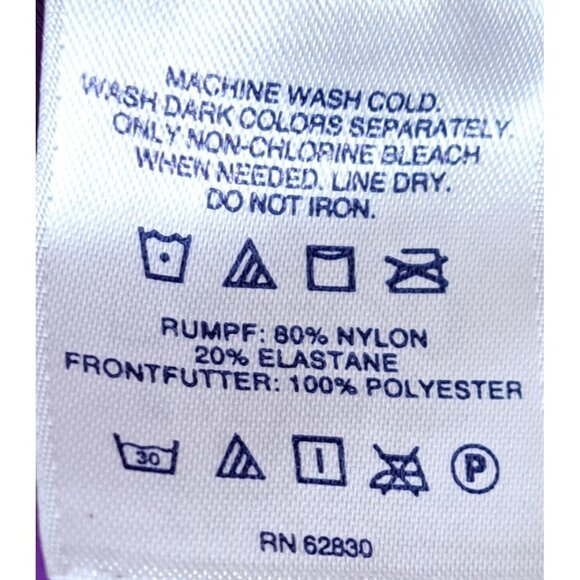 MACHINE WASH COLD.
WASH DARK COLORS SEPARATELY.
ONLY NON-CHLORINE BLEACH
WHEN NEEDED. LINE DRY.
DO NOT IRON.
RUMPF: 80% NYLON
20% ELASTANE
FRONTFUTTER: 100% POLYESTER
30 P
RN 62830